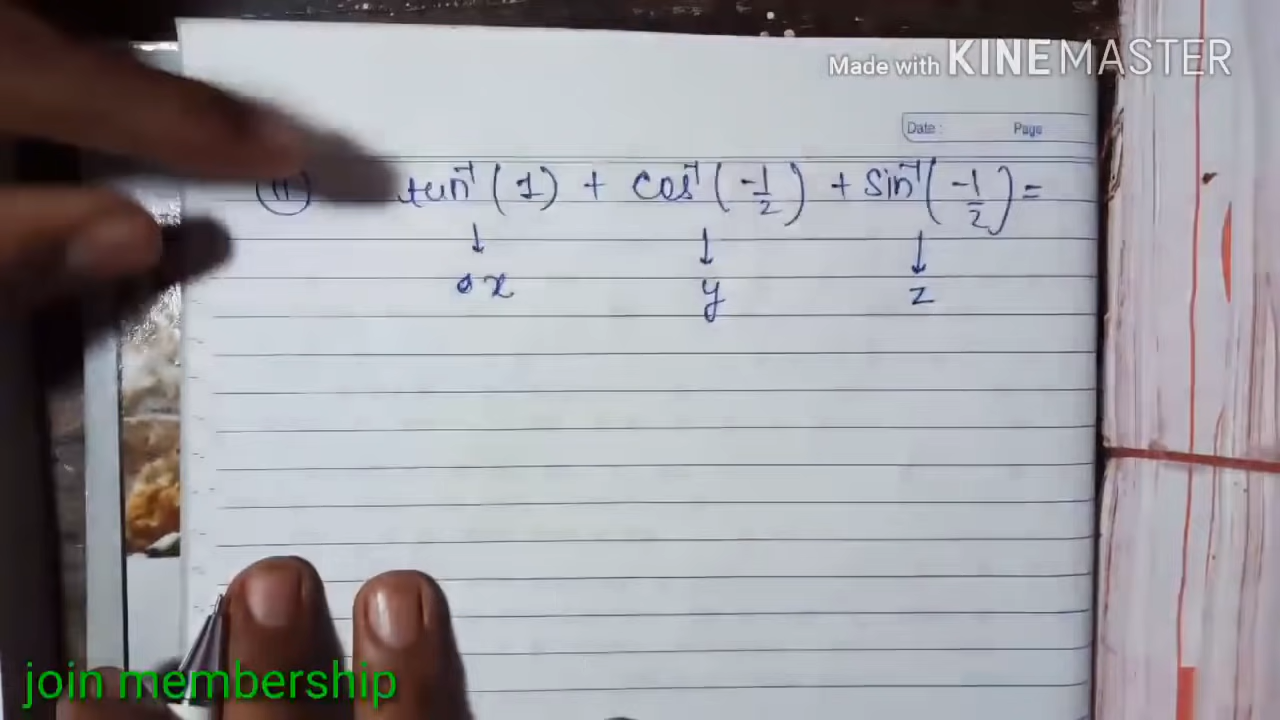 Made with KINEMASTER
Date : Page
11 tan⁻¹ (1) + cos⁻¹ (-1/2) + Sin⁻¹ (-1/2) =
↓ ↓ ↓
x y z
join membership